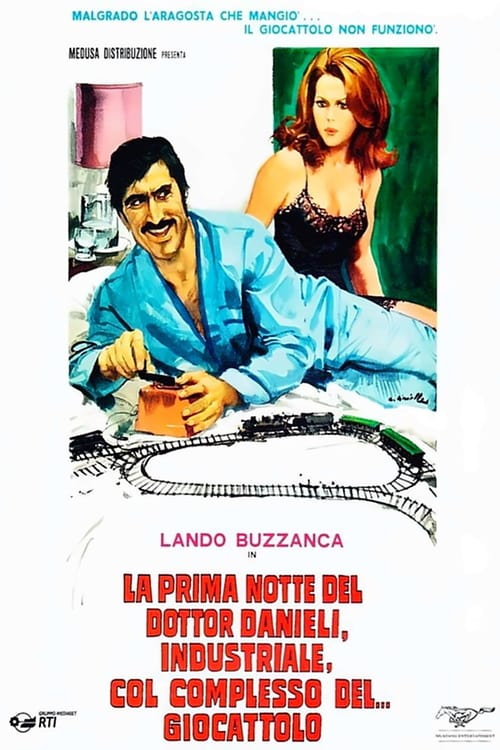 MALGRADO L'ARAGOSTA CHE MANGIO'...
IL GIOCATTOLO NON FUNZIONO'.
MEDUSA DISTRIBUZIONE PRESENTA
LANDO BUZZANCA
IN
LA PRIMA NOTTE DEL
DOTTOR DANIELI,
INDUSTRIALE,
COL COMPLESSO DEL...
GIOCATTOLO
GRUPPO MEDIASET
RTI